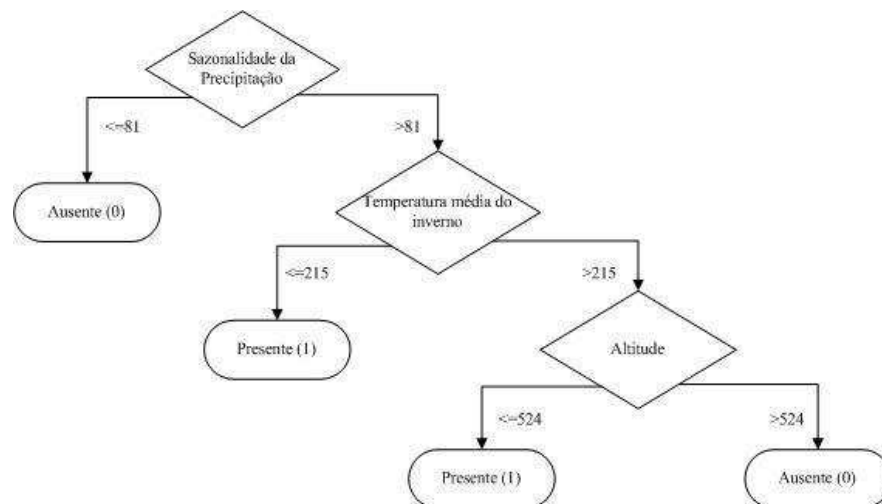 Sazonalidade da
Precipitação
<=81
>81
Ausente (0)
Temperatura média do
inverno
<=215
>215
Presente (1)
Altitude
<=524
>524
Presente (1)
Ausente (0)